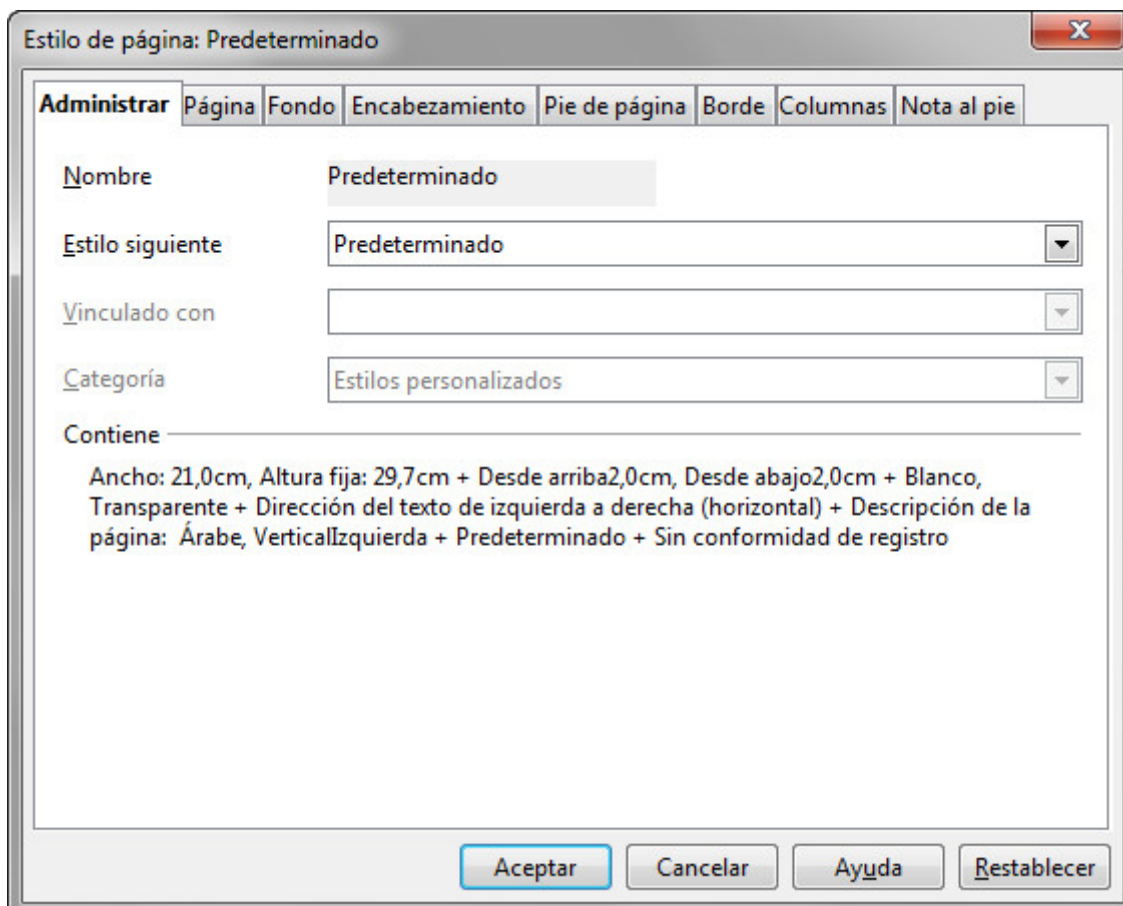 Estilo de página: Predeterminado
Administrar Página Fondo Encabezamiento Pie de página Borde Columnas Nota al pie
Nombre Predeterminado
Estilo siguiente Predeterminado
Vinculado con
Categoría Estilos personalizados
Contiene
Ancho: 21,0cm, Altura fija: 29,7cm + Desde arriba2,0cm, Desde abajo2,0cm + Blanco,
Transparente + Dirección del texto de izquierda a derecha (horizontal) + Descripción de la
página: Árabe, VerticalIzquierda + Predeterminado + Sin conformidad de registro
Aceptar Cancelar Ayuda Restablecer